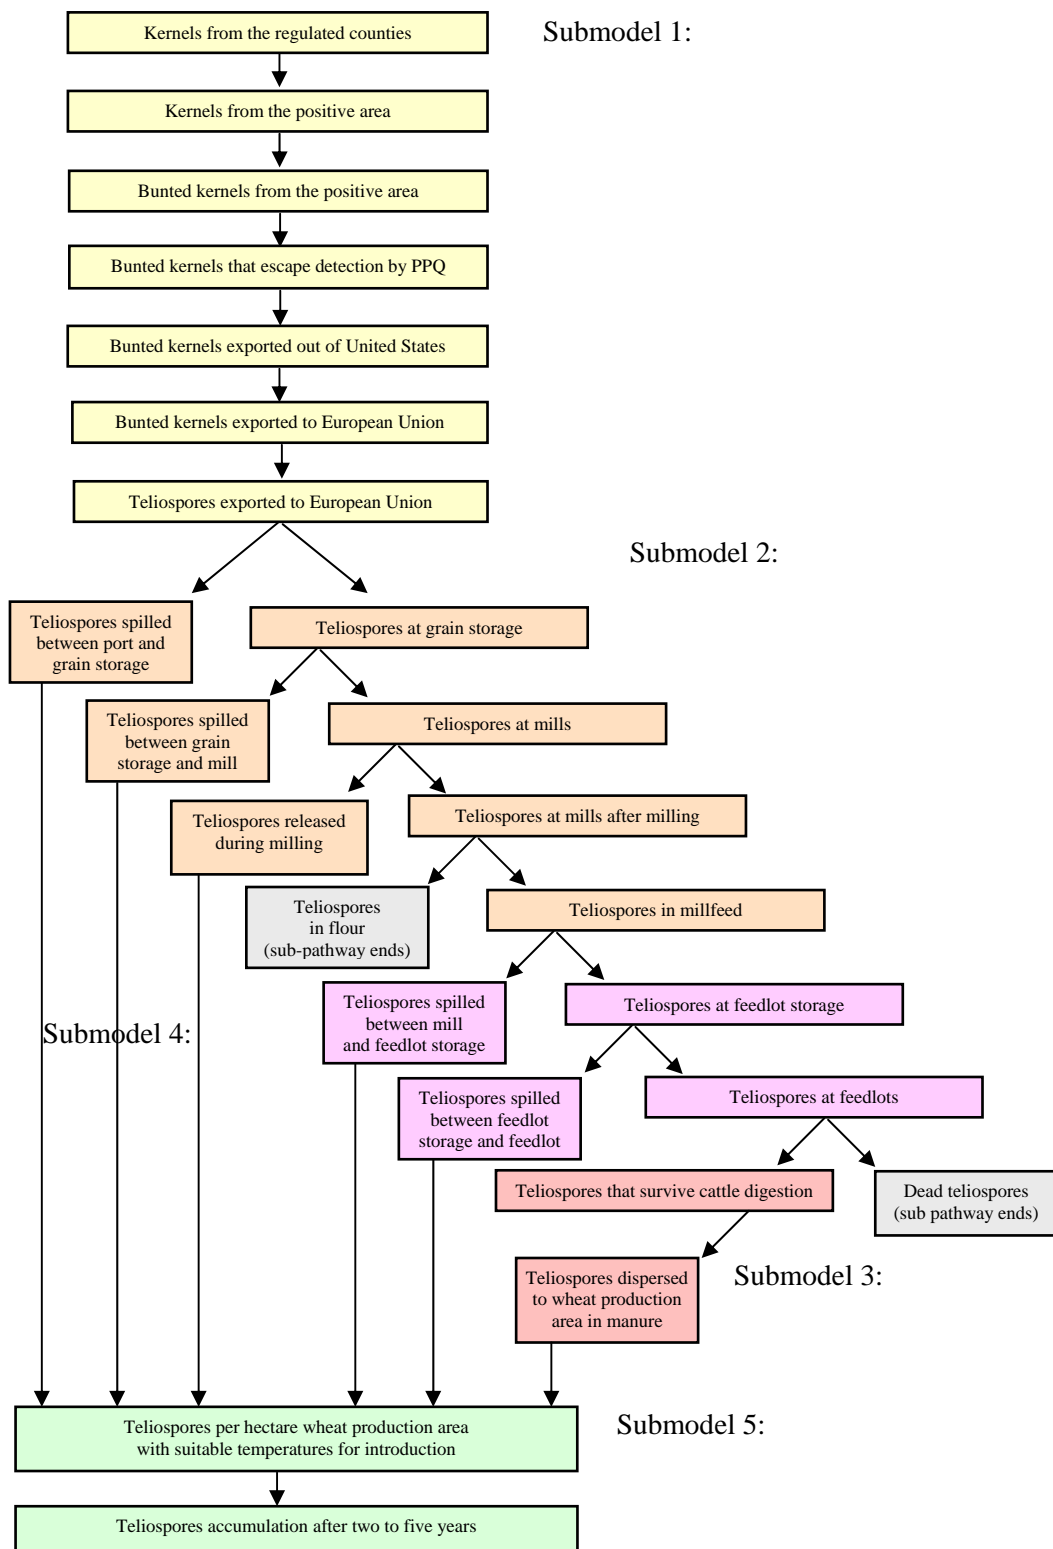 Kernels from the regulated counties
Submodel 1:
Kernels from the positive area
Bunted kernels from the positive area
Bunted kernels that escape detection by PPQ
Bunted kernels exported out of United States
Bunted kernels exported to European Union
Teliospores exported to European Union
Submodel 2:
Teliospores spilled
between port and
grain storage
Teliospores at grain storage
Teliospores spilled
between grain
storage and mill
Teliospores at mills
Teliospores released
during milling
Teliospores at mills after milling
Teliospores
in flour
(sub-pathway ends)
Teliospores in millfeed
Teliospores spilled
between mill
and feedlot storage
Teliospores at feedlot storage
Submodel 4:
Teliospores spilled
between feedlot
storage and feedlot
Teliospores at feedlots
Teliospores that survive cattle digestion
Dead teliospores
(sub pathway ends)
Teliospores dispersed
to wheat production
area in manure
Submodel 3:
Teliospores per hectare wheat production area
with suitable temperatures for introduction
Submodel 5:
Teliospores accumulation after two to five years